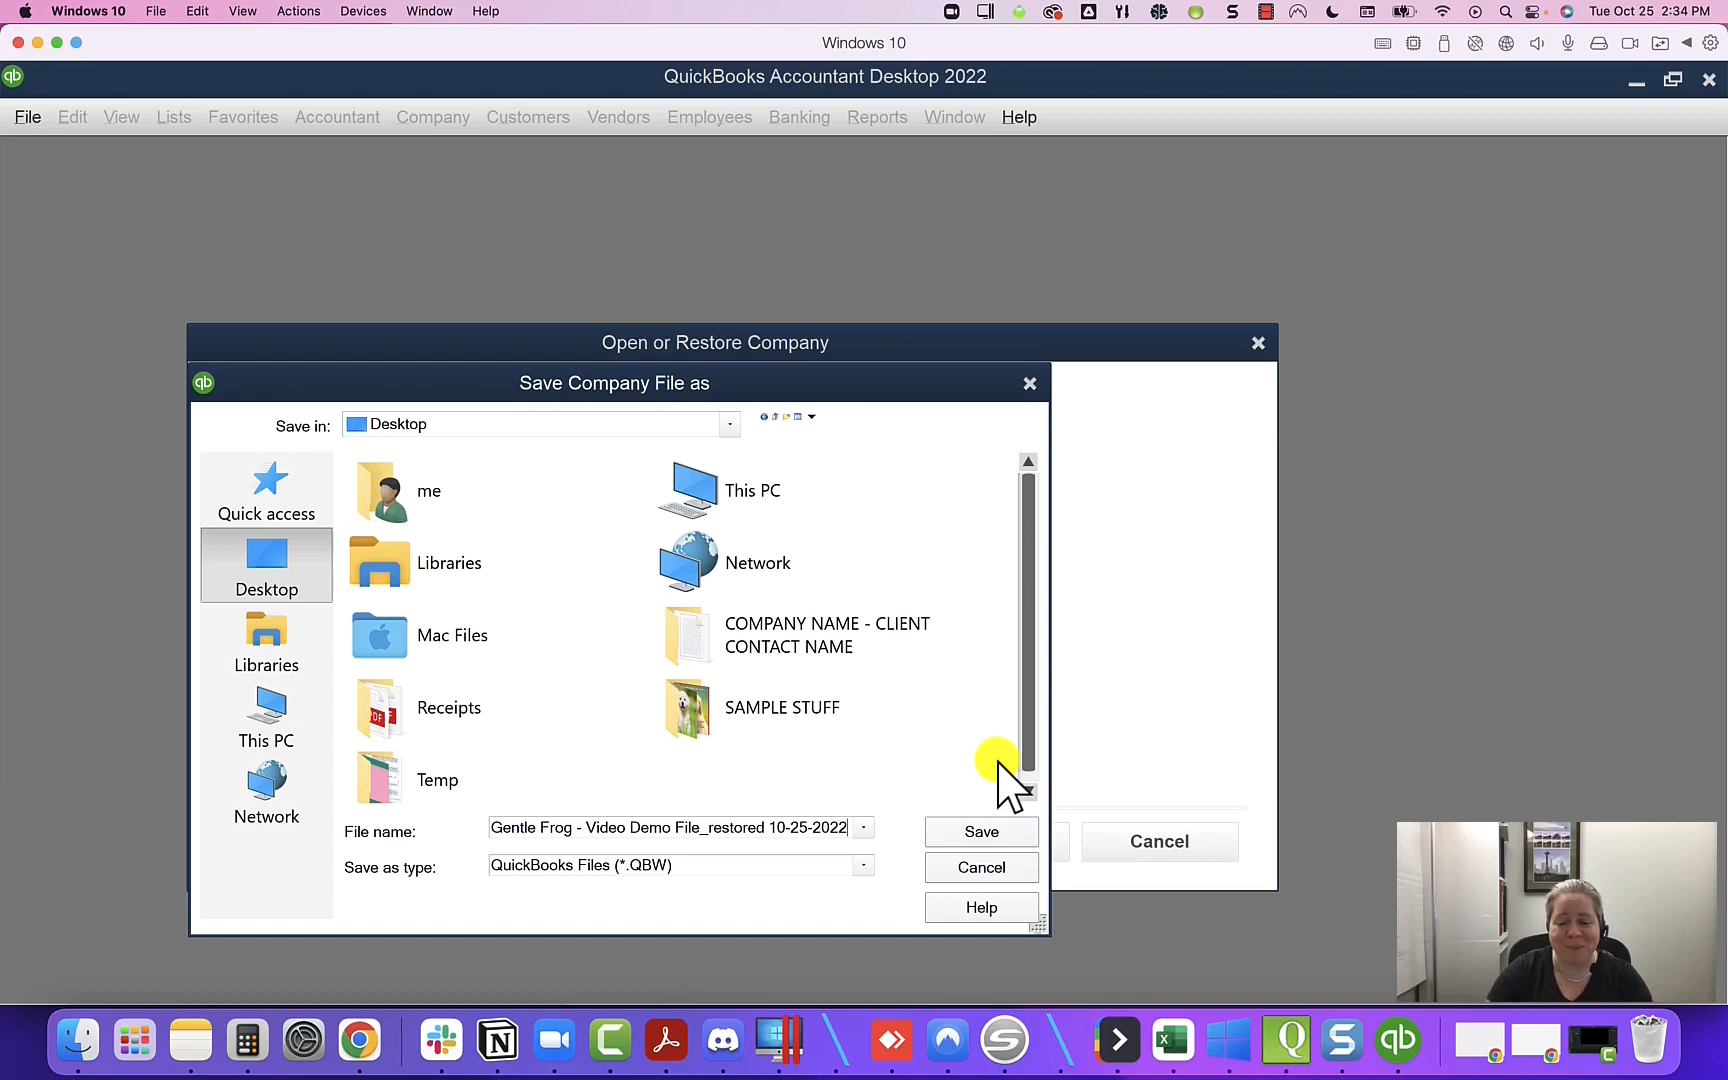 Windows 10 File Edit View Actions Devices Window Help Tue Oct 25 2:34 PM
Windows 10
qb QuickBooks Accountant Desktop 2022
File Edit View Lists Favorites Accountant Company Customers Vendors Employees Banking Reports Window Help
Open or Restore Company
qb Save Company File as
Save in: Desktop
Quick access
Desktop
Libraries
This PC
Network
me
This PC
Libraries
Network
Mac Files
COMPANY NAME - CLIENT
CONTACT NAME
Receipts
SAMPLE STUFF
Temp
File name: Gentle Frog - Video Demo File_restored 10-25-2022
Save as type: QuickBooks Files (*.QBW)
Save
Cancel
Help
Cancel